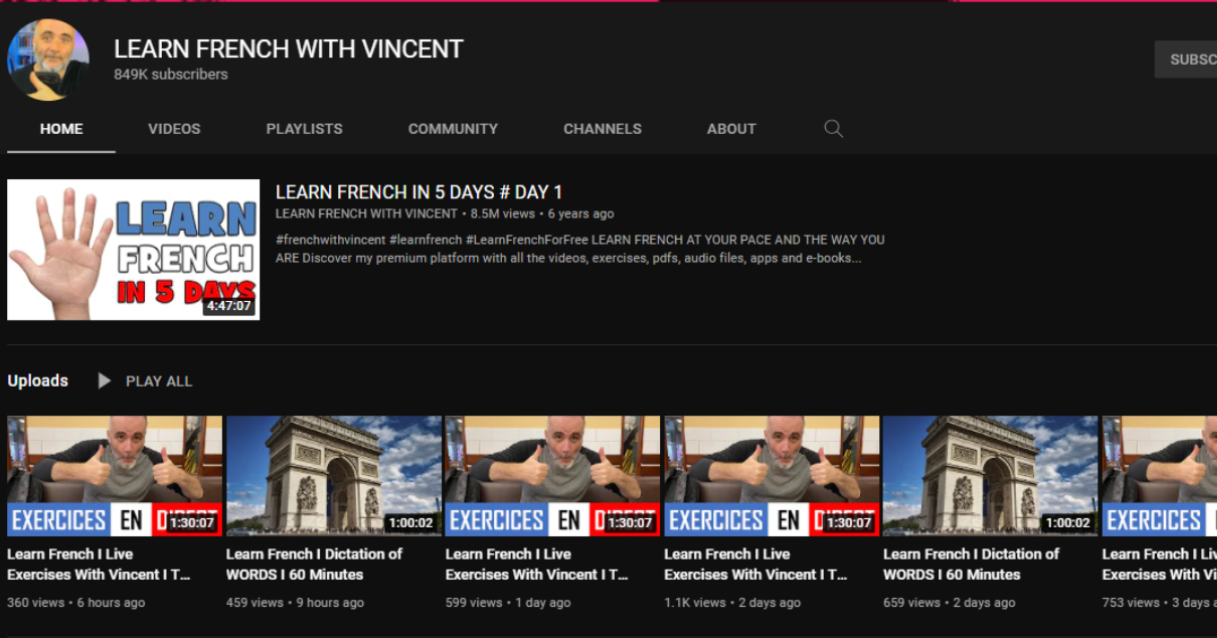 LEARN FRENCH WITH VINCENT
849K subscribers
SUBSC
HOME VIDEOS PLAYLISTS COMMUNITY CHANNELS ABOUT
LEARN
FRENCH
IN 5 DAYS
4:47:07
LEARN FRENCH IN 5 DAYS # DAY 1
LEARN FRENCH WITH VINCENT • 8.5M views • 6 years ago
#frenchwithvincent #learnfrench #LearnFrenchForFree LEARN FRENCH AT YOUR PACE AND THE WAY YOU
ARE Discover my premium platform with all the videos, exercises, pdfs, audio files, apps and e-books...
Uploads PLAY ALL
EXERCICES EN DIRECT 1:30:07
1:00:02
EXERCICES EN DIRECT 1:30:07
EXERCICES EN DIRECT 1:30:07
1:00:02
EXERCICES
Learn French I Live
Exercises With Vincent I T...
360 views • 6 hours ago
Learn French I Dictation of
WORDS I 60 Minutes
459 views • 9 hours ago
Learn French I Live
Exercises With Vincent I T...
599 views • 1 day ago
Learn French I Live
Exercises With Vincent I T...
1.1K views • 2 days ago
Learn French I Dictation of
WORDS I 60 Minutes
659 views • 2 days ago
Learn French I Liv
Exercises With Vi
753 views • 3 days a